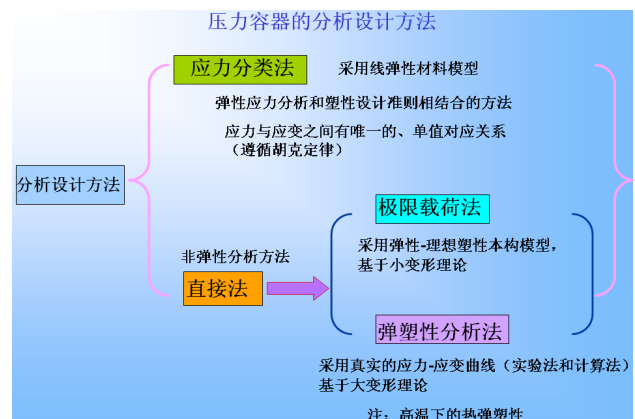 压力容器的分析设计方法
应力分类法
采用线弹性材料模型
弹性应力分析和塑性设计准则相结合的方法
应力与应变之间有唯一的、单值对应关系
（遵循胡克定律）
分析设计方法
极限载荷法
采用弹性-理想塑性本构模型，
基于小变形理论
非弹性分析方法
直接法
弹塑性分析法
采用真实的应力-应变曲线（实验法和计算法）
基于大变形理论
注：高温下的热弹塑性